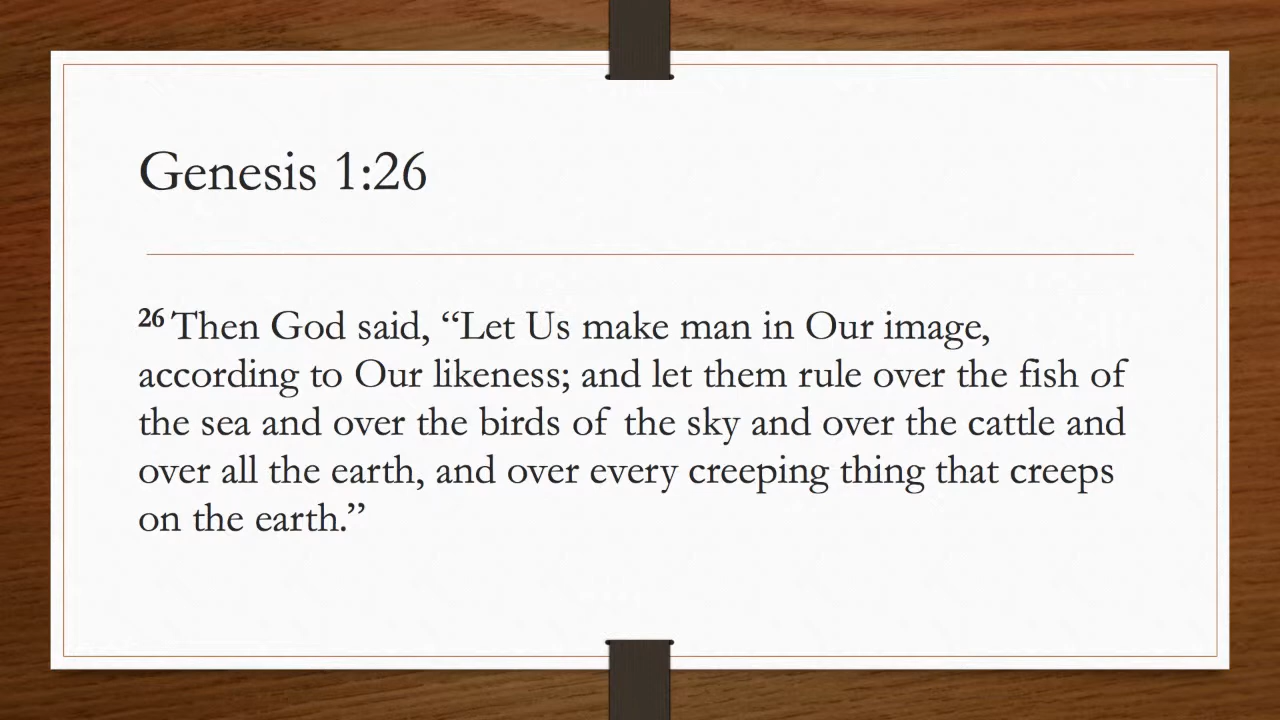 Genesis 1:26
26 Then God said, “Let Us make man in Our image,
according to Our likeness; and let them rule over the fish of
the sea and over the birds of the sky and over the cattle and
over all the earth, and over every creeping thing that creeps
on the earth.”